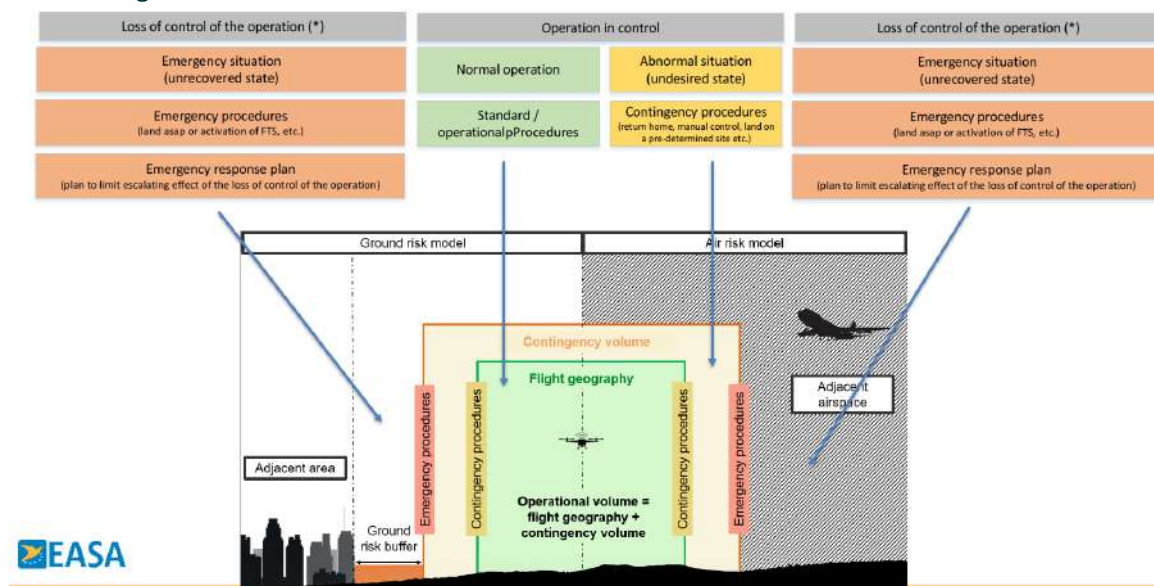 Loss of control of the operation (*)
Operation in control
Loss of control of the operation (*)
Emergency situation
(unrecovered state)
Normal operation
Abnormal situation
(undesired state)
Emergency situation
(unrecovered state)
Emergency procedures
(land asap or activation of FTS, etc.)
Standard /
operationalpProcedures
Contingency procedures
(return home, manual control, land on
a pre-determined site etc.)
Emergency procedures
(land asap or activation of FTS, etc.)
Emergency response plan
(plan to limit escalating effect of the loss of control of the operation)
Emergency response plan
(plan to limit escalating effect of the loss of control of the operation)
Ground risk model
Air risk model
Contingency volume
Flight geography
Emergency procedures
Contingency procedures
Contingency procedures
Emergency procedures
Adjacent
airspace
Adjacent area
Operational volume =
flight geography +
contingency volume
Ground
risk buffer
EASA